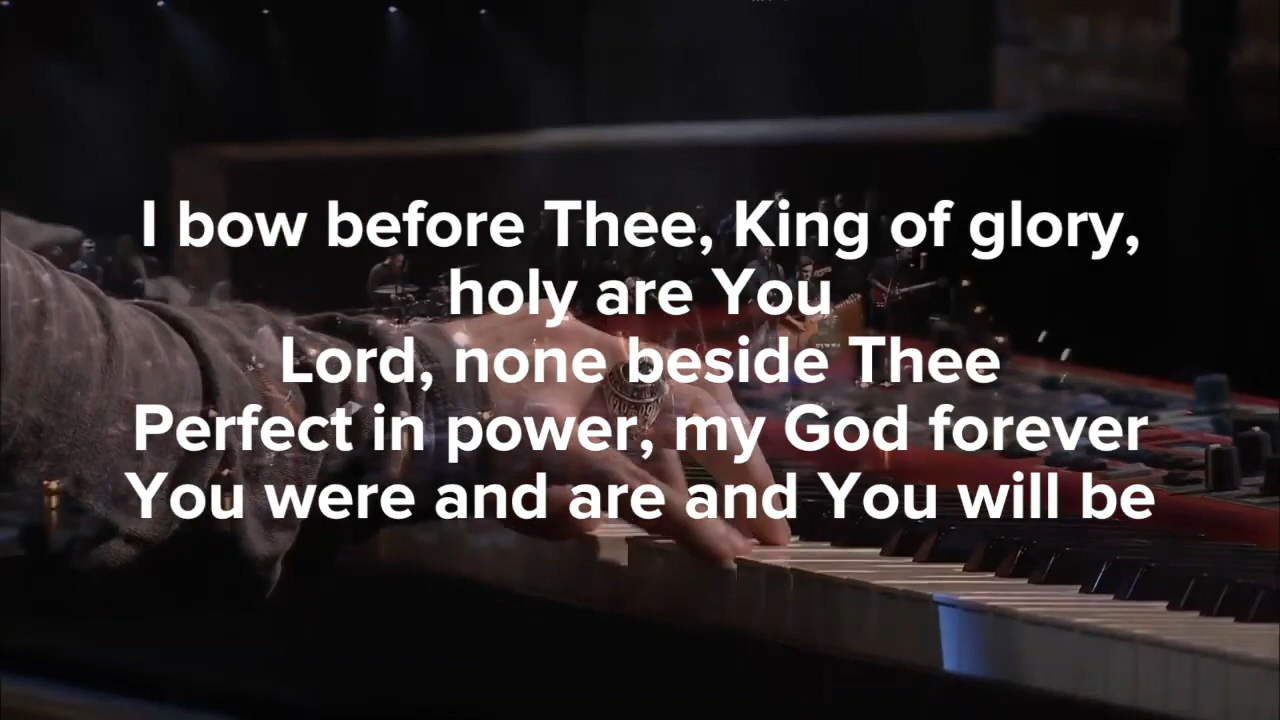 I bow before Thee, King of glory,
holy are You
Lord, none beside Thee
Perfect in power, my God forever
You were and are and You will be